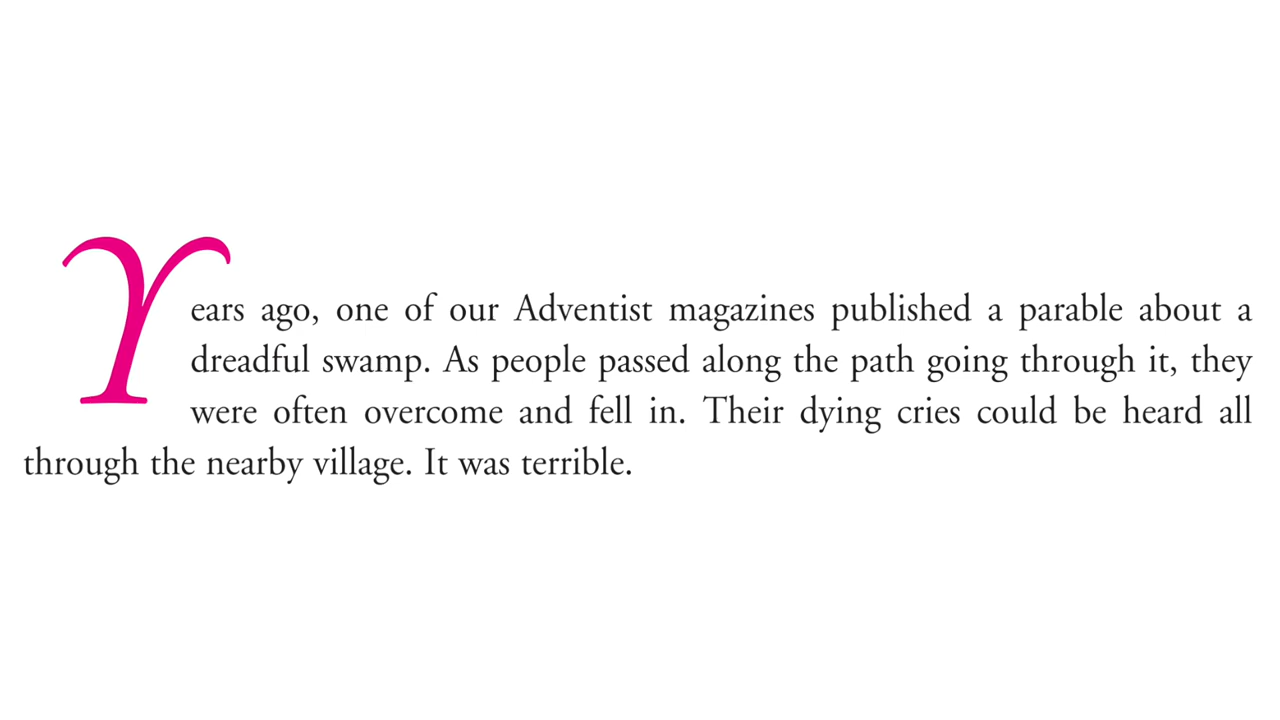 Years ago, one of our Adventist magazines published a parable about a
dreadful swamp. As people passed along the path going through it, they
were often overcome and fell in. Their dying cries could be heard all
through the nearby village. It was terrible.